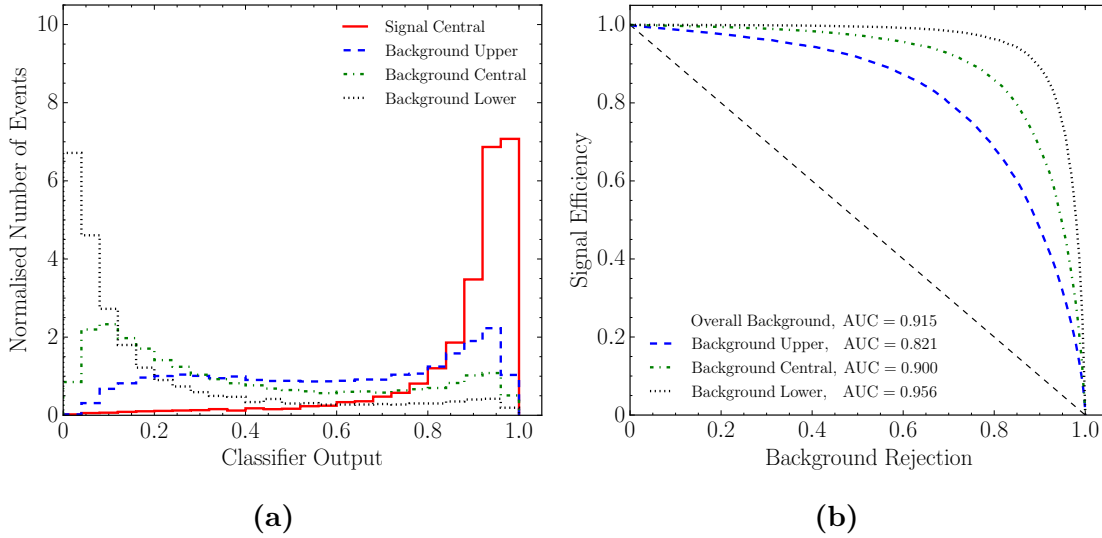 Normalised Number of Events
10
8
6
4
2
0
0
0.2
0.4
0.6
0.8
1.0
Classifier Output
Signal Central
Background Upper
Background Central
Background Lower
(a)
Signal Efficiency
1.0
0.8
0.6
0.4
0.2
0
0
0.2
0.4
0.6
0.8
1.0
Background Rejection
Overall Background, AUC = 0.915
Background Upper, AUC = 0.821
Background Central, AUC = 0.900
Background Lower, AUC = 0.956
(b)